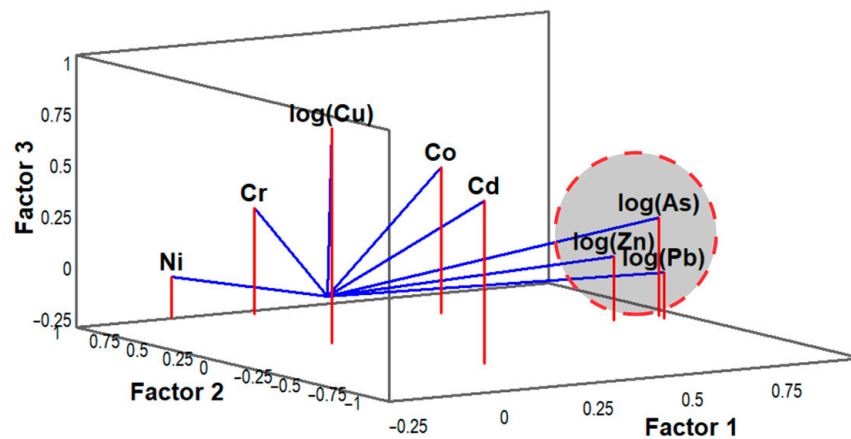 1
0.75
0.5
0.25
0
−0.25
Factor 3
log(Cu)
Co
Cr
Cd
Ni
log(As)
log(Zn)
log(Pb)
1
0.75
0.5
0.25
0
−0.25
−0.5
−0.75
−1
Factor 2
−0.25
0
0.25
0.5
0.75
Factor 1